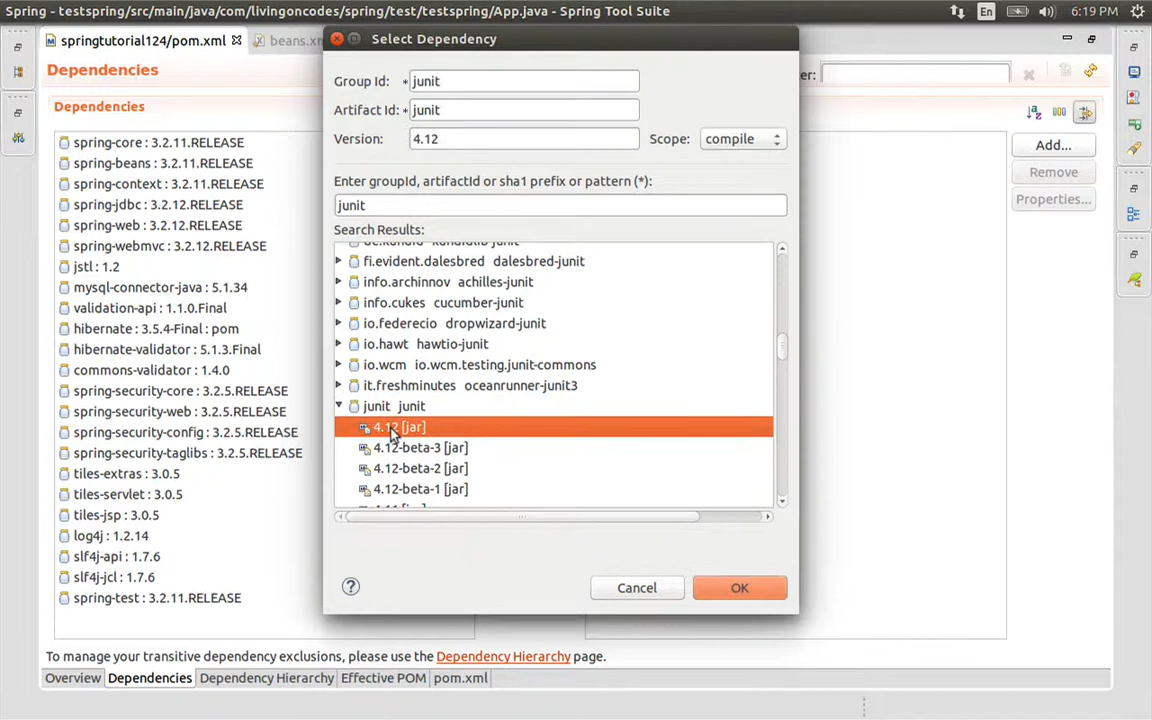 Spring - testspring/src/main/java/com/livingoncodes/spring/test/testspring/App.java - Spring Tool Suite
En
6:19 PM
springtutorial124/pom.xml
beans.xm
Select Dependency
Dependencies
er:
Group Id: *
junit
Artifact Id: *
junit
Version:
4.12
Scope:
compile
Dependencies
spring-core : 3.2.11.RELEASE
spring-beans : 3.2.11.RELEASE
spring-context : 3.2.11.RELEASE
spring-jdbc : 3.2.12.RELEASE
spring-web : 3.2.12.RELEASE
spring-webmvc : 3.2.12.RELEASE
jstl : 1.2
mysql-connector-java : 5.1.34
validation-api : 1.1.0.Final
hibernate : 3.5.4-Final : pom
hibernate-validator : 5.1.3.Final
commons-validator : 1.4.0
spring-security-core : 3.2.5.RELEASE
spring-security-web : 3.2.5.RELEASE
spring-security-config : 3.2.5.RELEASE
spring-security-taglibs : 3.2.5.RELEASE
tiles-extras : 3.0.5
tiles-servlet : 3.0.5
tiles-jsp : 3.0.5
log4j : 1.2.14
slf4j-api : 1.7.6
slf4j-jcl : 1.7.6
spring-test : 3.2.11.RELEASE
Enter groupId, artifactId or sha1 prefix or pattern (*):
junit
Search Results:
fi.evident.dalesbred dalesbred-junit
info.archinnov achilles-junit
info.cukes cucumber-junit
io.federecio dropwizard-junit
io.hawt hawtio-junit
io.wcm io.wcm.testing.junit-commons
it.freshminutes oceanrunner-junit3
junit junit
4.12 [jar]
4.12-beta-3 [jar]
4.12-beta-2 [jar]
4.12-beta-1 [jar]
Cancel
OK
Add...
Remove
Properties...
To manage your transitive dependency exclusions, please use the Dependency Hierarchy page.
Overview
Dependencies
Dependency Hierarchy
Effective POM
pom.xml